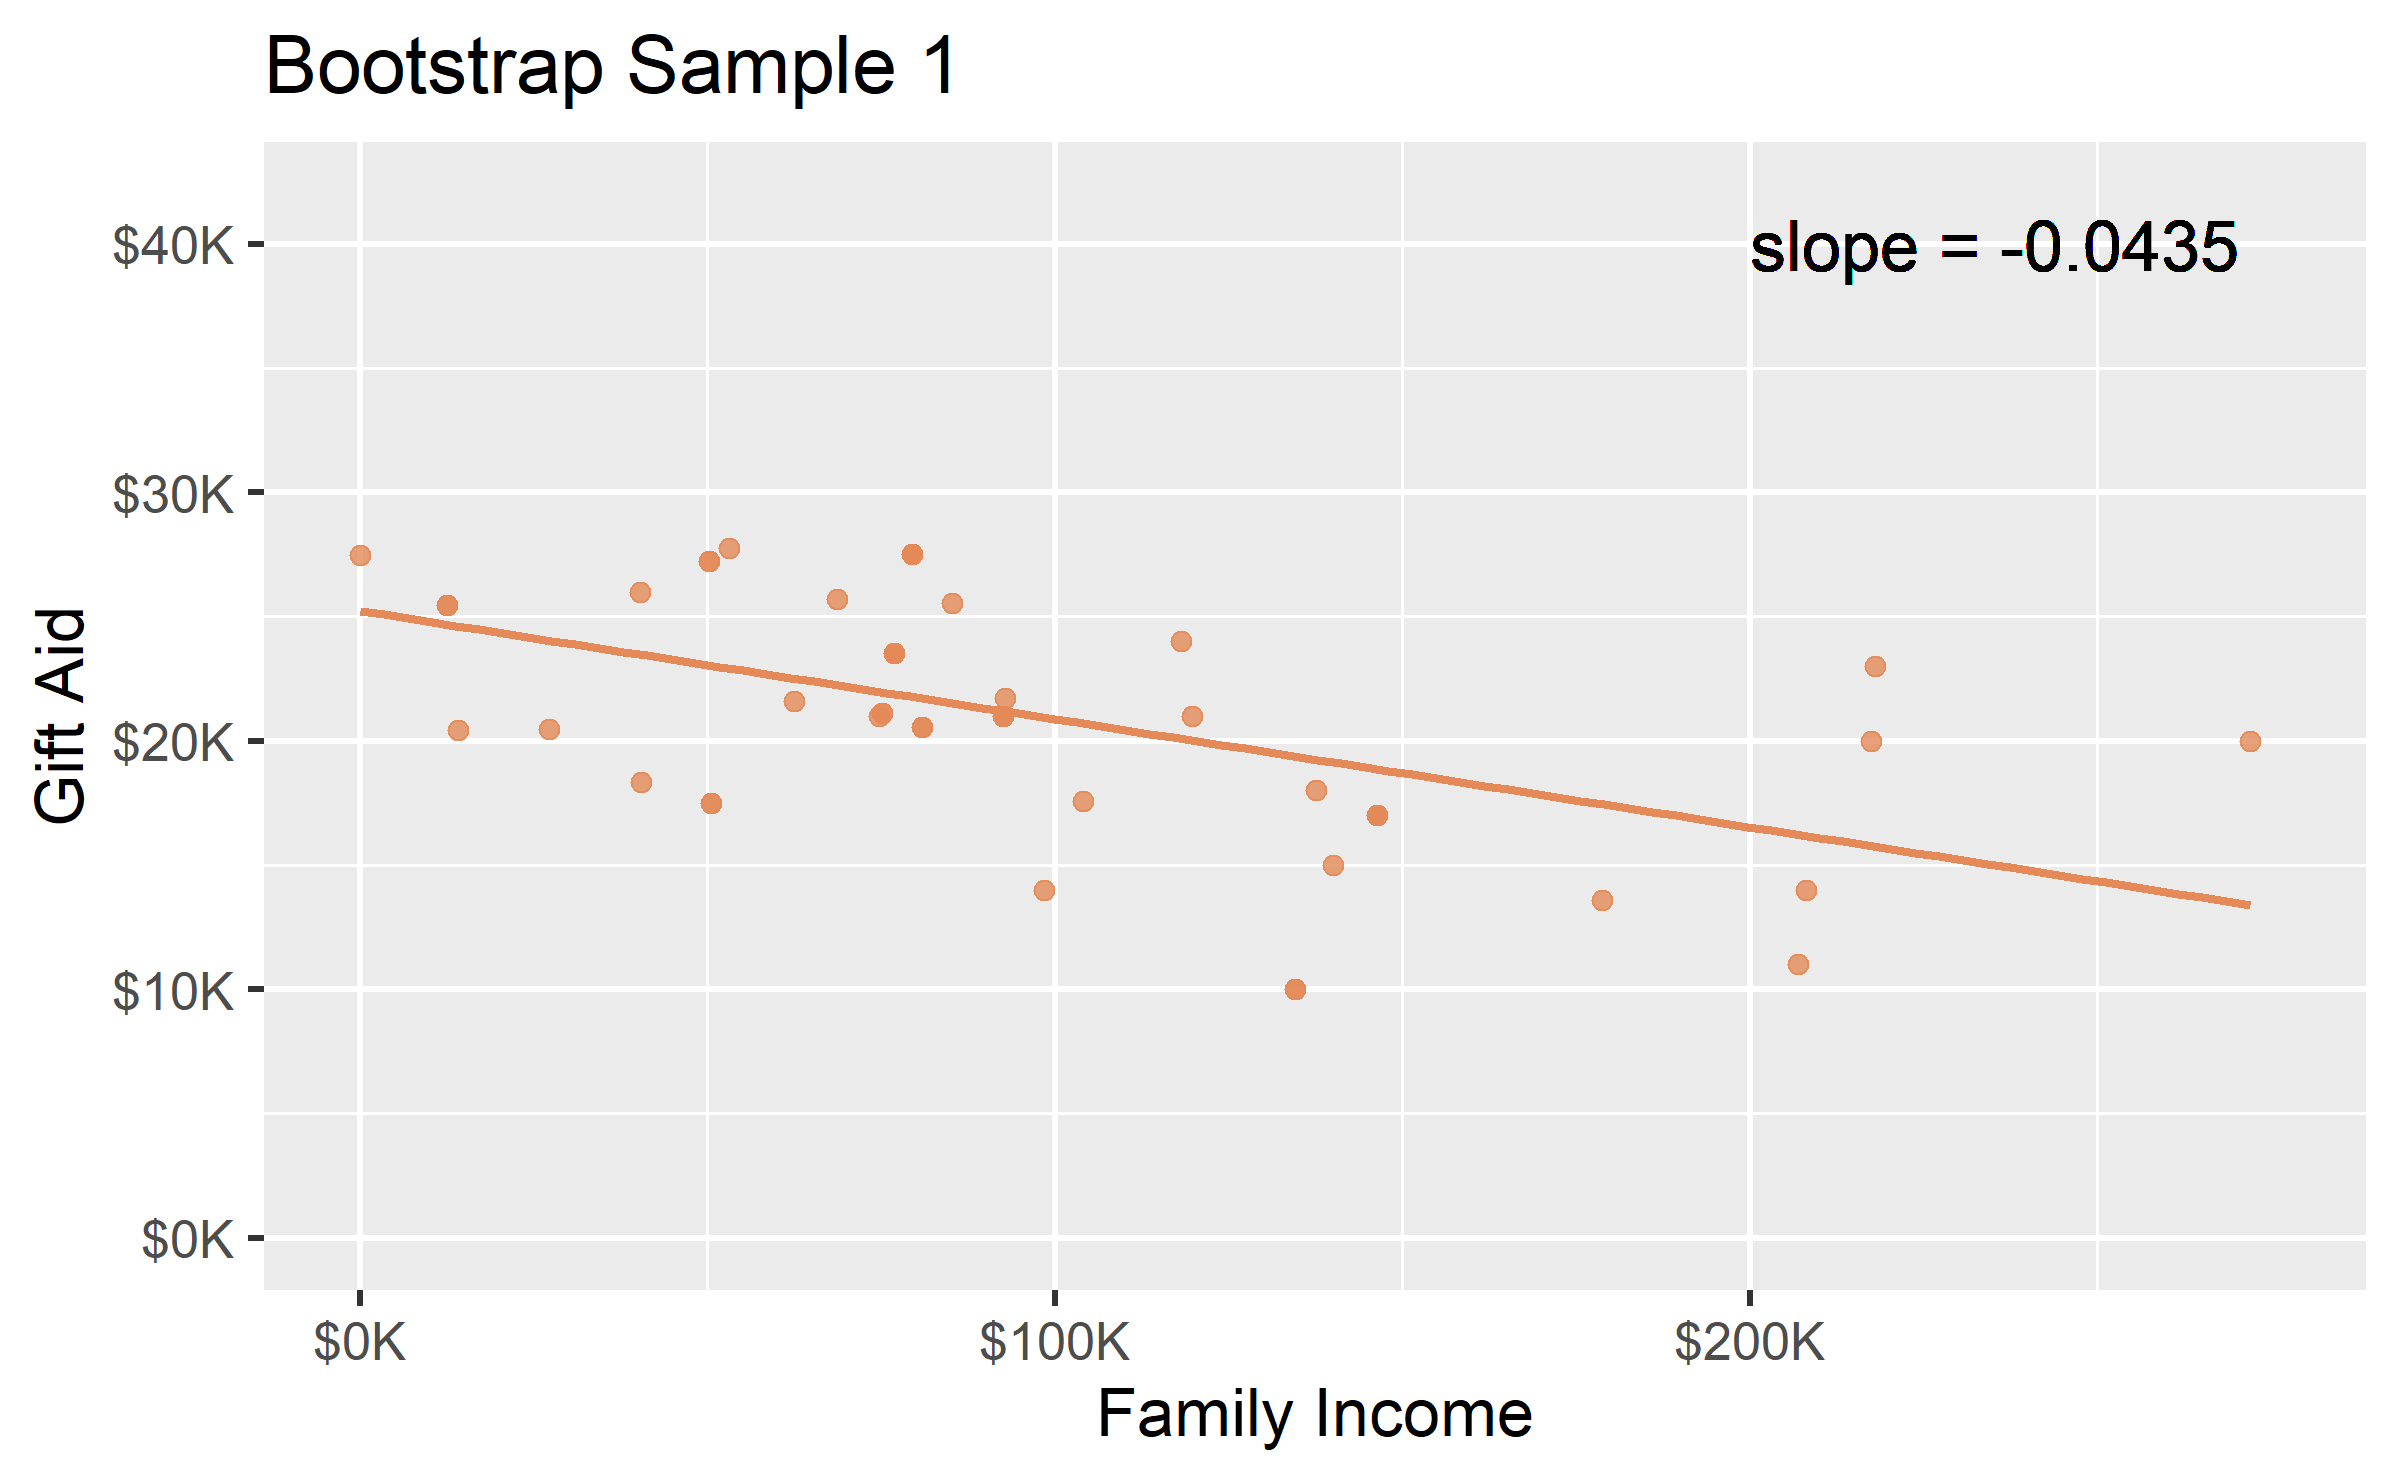 Bootstrap Sample 1
slope = -0.0435
Gift Aid
$40K
$30K
$20K
$10K
$0K
$0K $100K $200K
Family Income